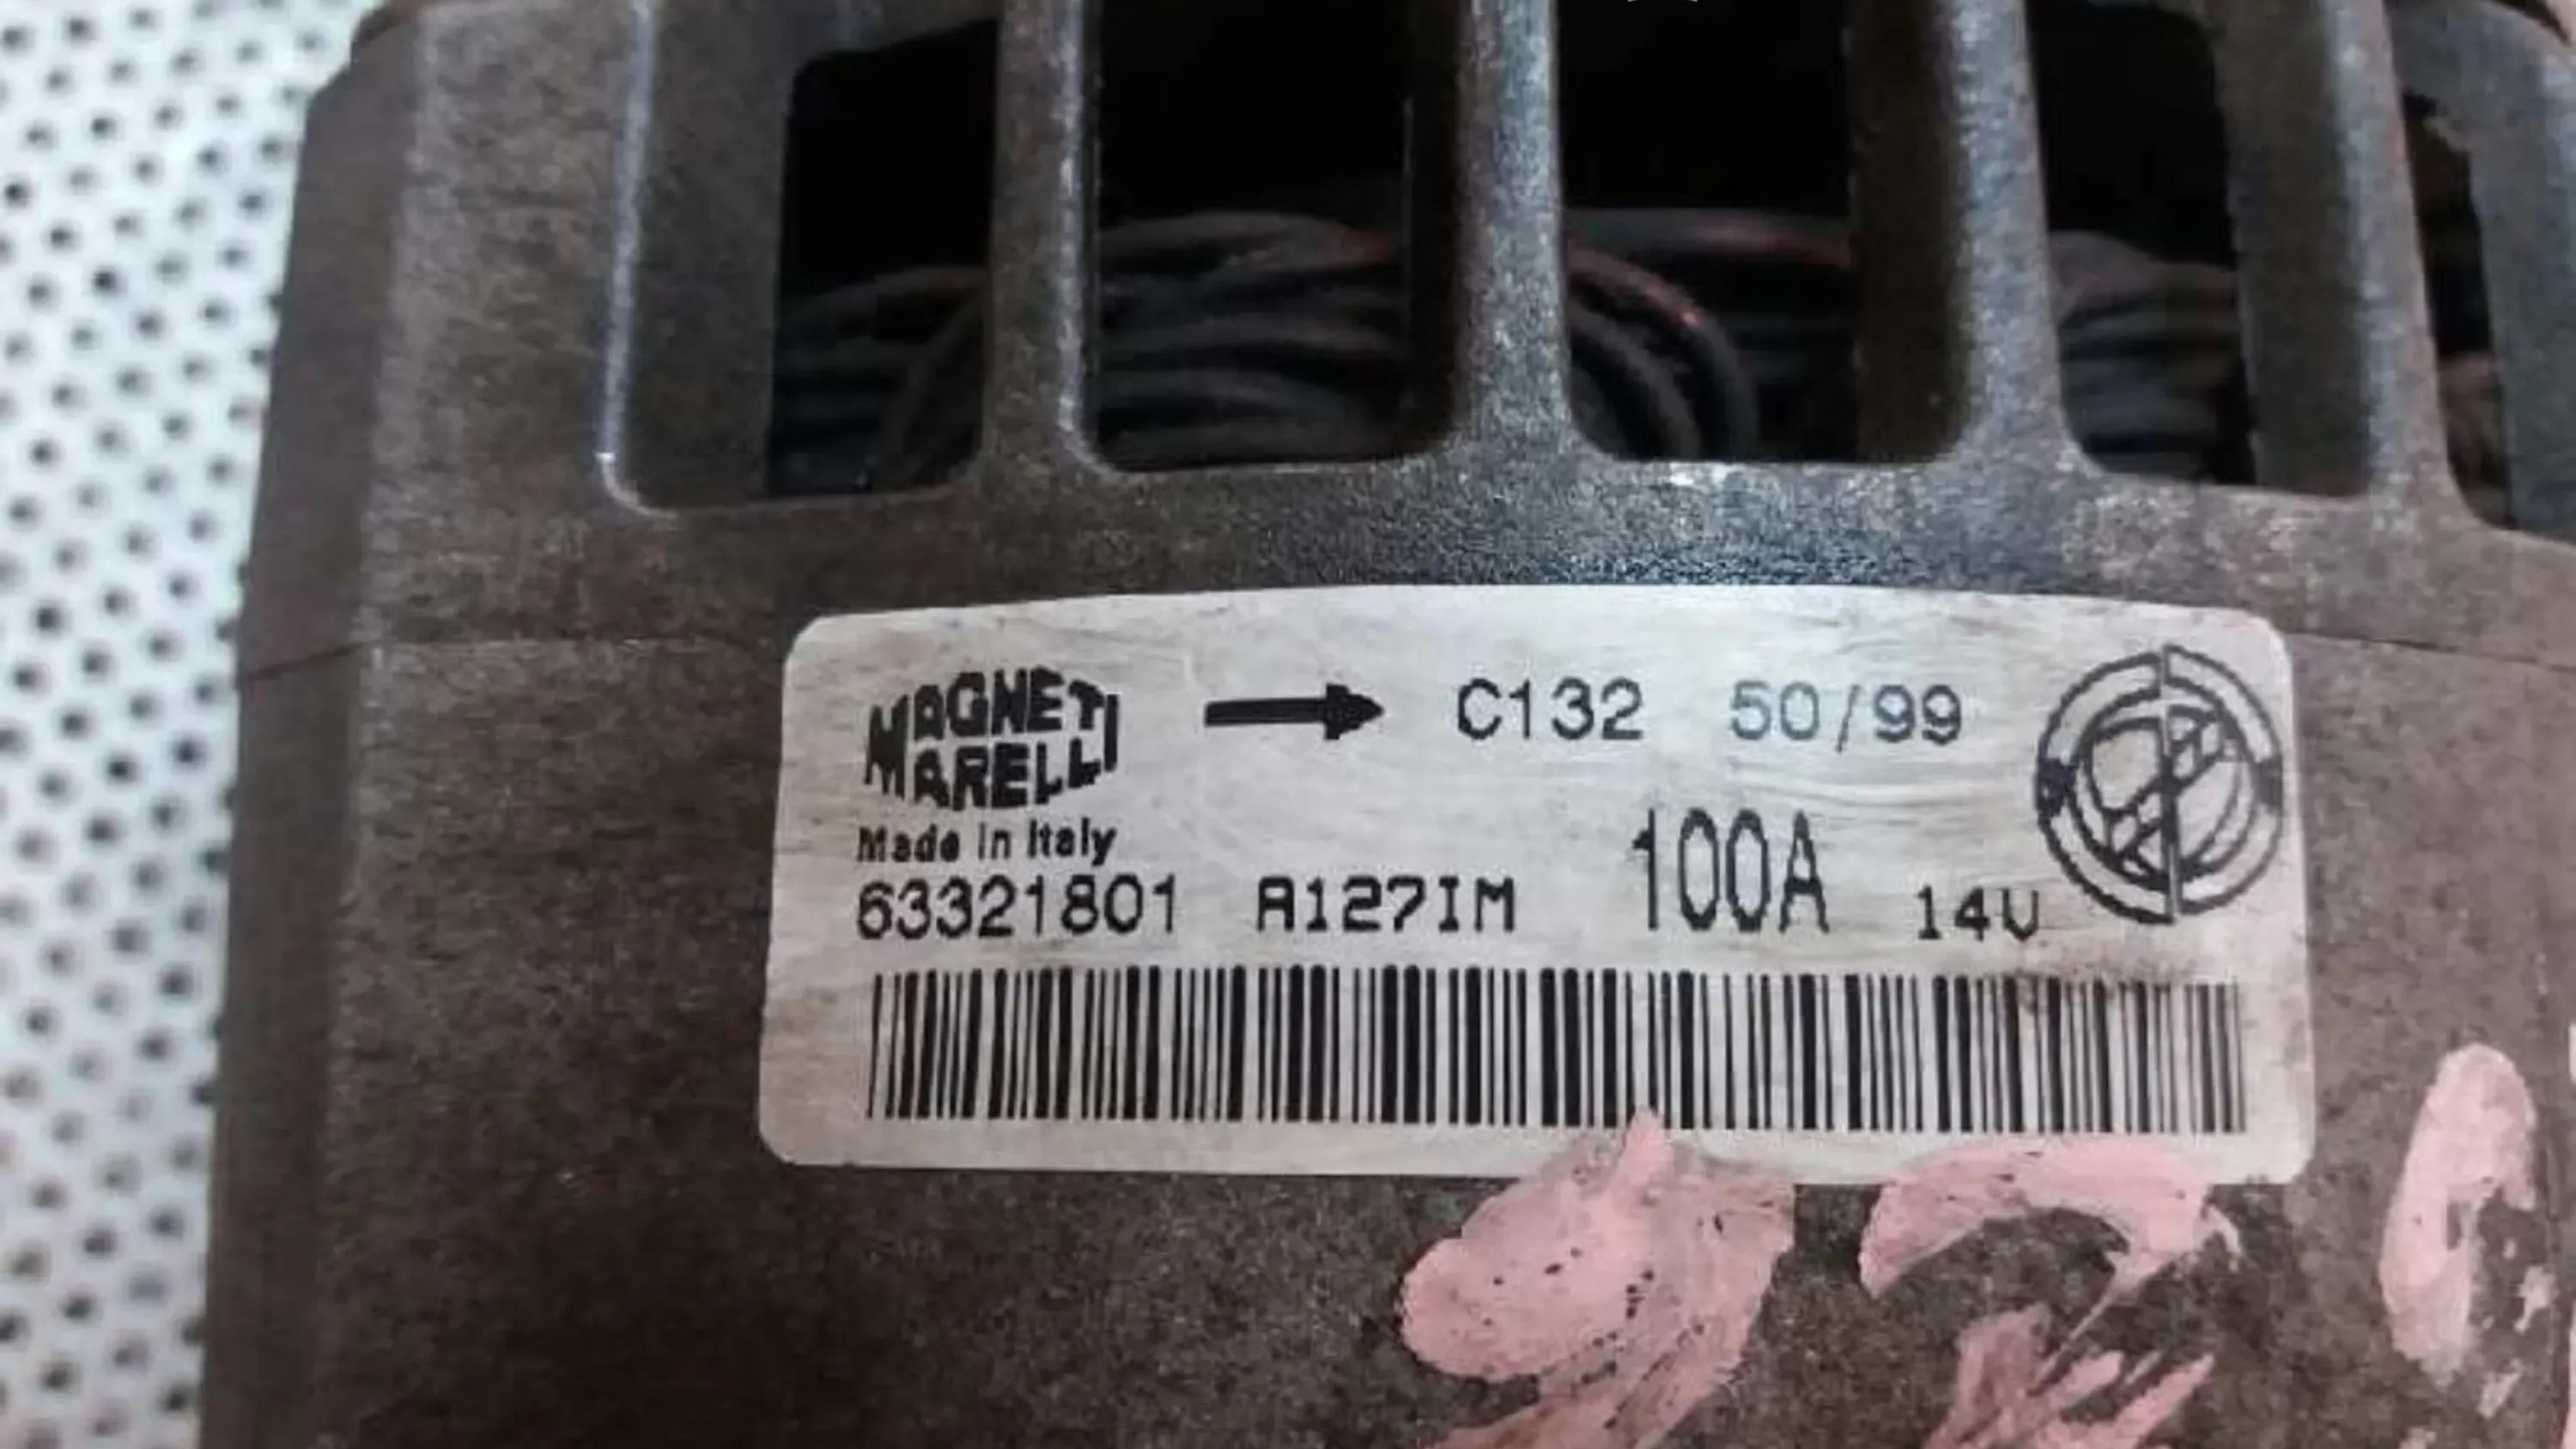 MAGNETI
MARELLI
C132 50/99
Made in Italy
63321801 A127IM 100A 14V